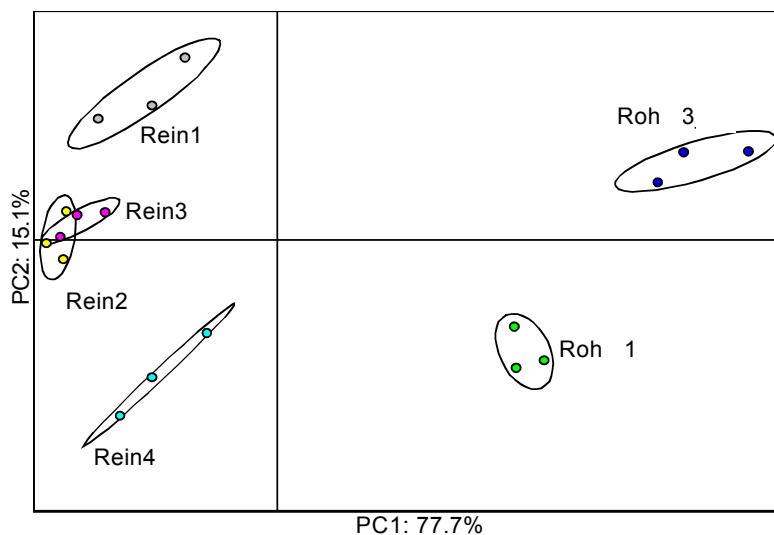 Roh 3
Rein1
Rein3
PC2: 15.1%
Rein2
Roh 1
Rein4
PC1: 77.7%